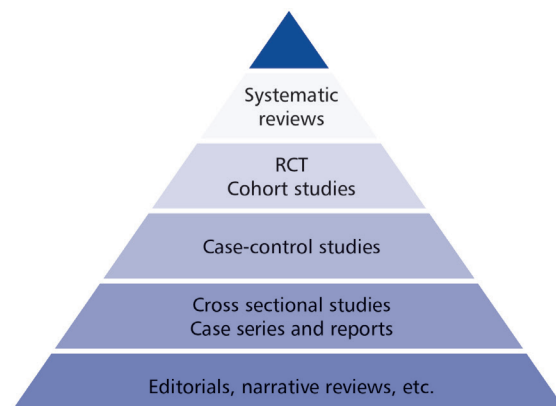 Systematic
reviews
RCT
Cohort studies
Case-control studies
Cross sectional studies
Case series and reports
Editorials, narrative reviews, etc.